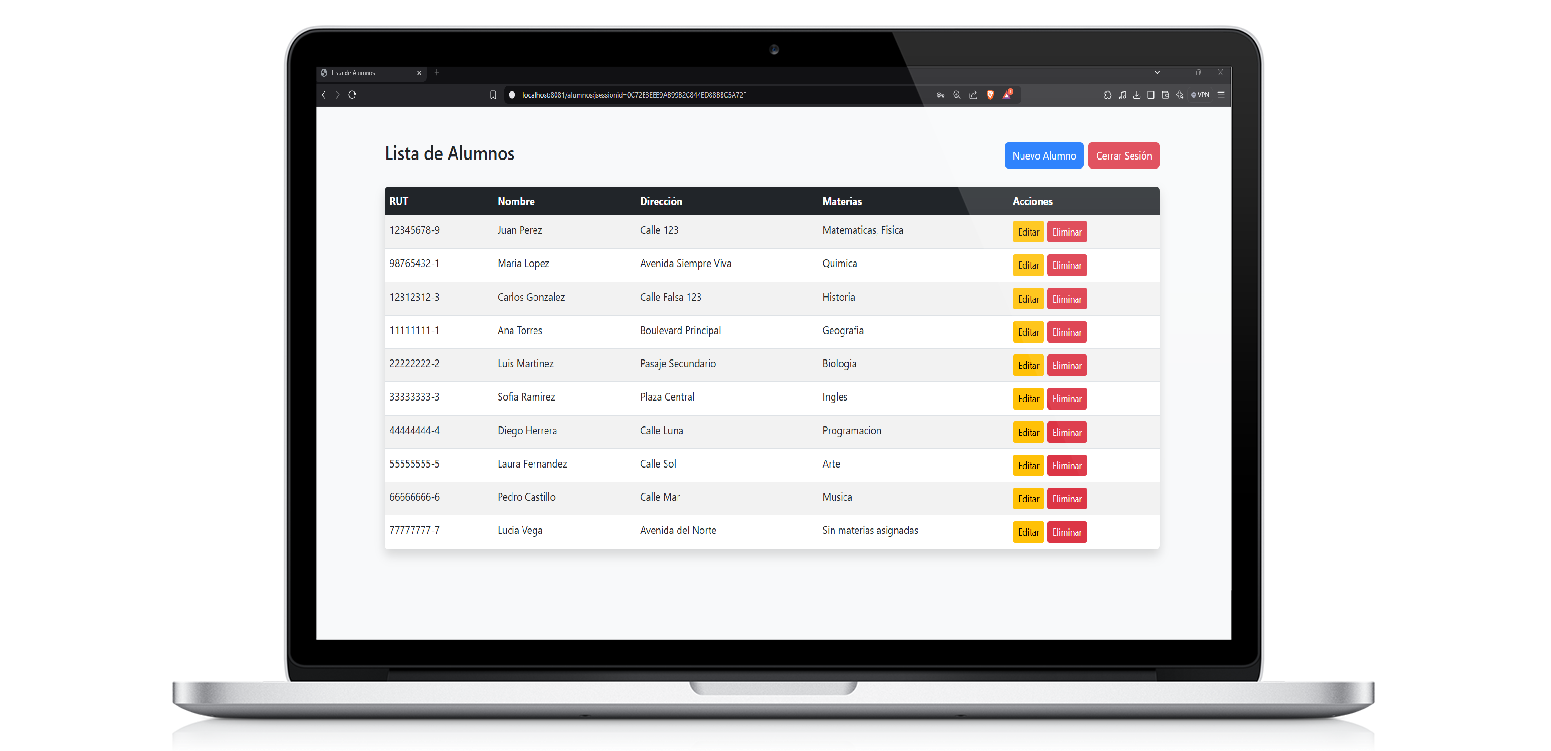 Lista de Alumnos
VPN
Lista de Alumnos
Nuevo Alumno Cerrar Sesión
RUT Nombre Dirección Materias Acciones
12345678-9 Juan Perez Calle 123 Matematicas, Fisica Editar Eliminar
98765432-1 Maria Lopez Avenida Siempre Viva Quimica Editar Eliminar
12312312-3 Carlos Gonzalez Calle Falsa 123 Historia Editar Eliminar
11111111-1 Ana Torres Boulevard Principal Geografia Editar Eliminar
22222222-2 Luis Martinez Pasaje Secundario Biologia Editar Eliminar
33333333-3 Sofia Ramirez Plaza Central Ingles Editar Eliminar
44444444-4 Diego Herrera Calle Luna Programacion Editar Eliminar
55555555-5 Laura Fernandez Calle Sol Arte Editar Eliminar
66666666-6 Pedro Castillo Calle Mar Musica Editar Eliminar
77777777-7 Lucia Vega Avenida del Norte Sin materias asignadas Editar Eliminar